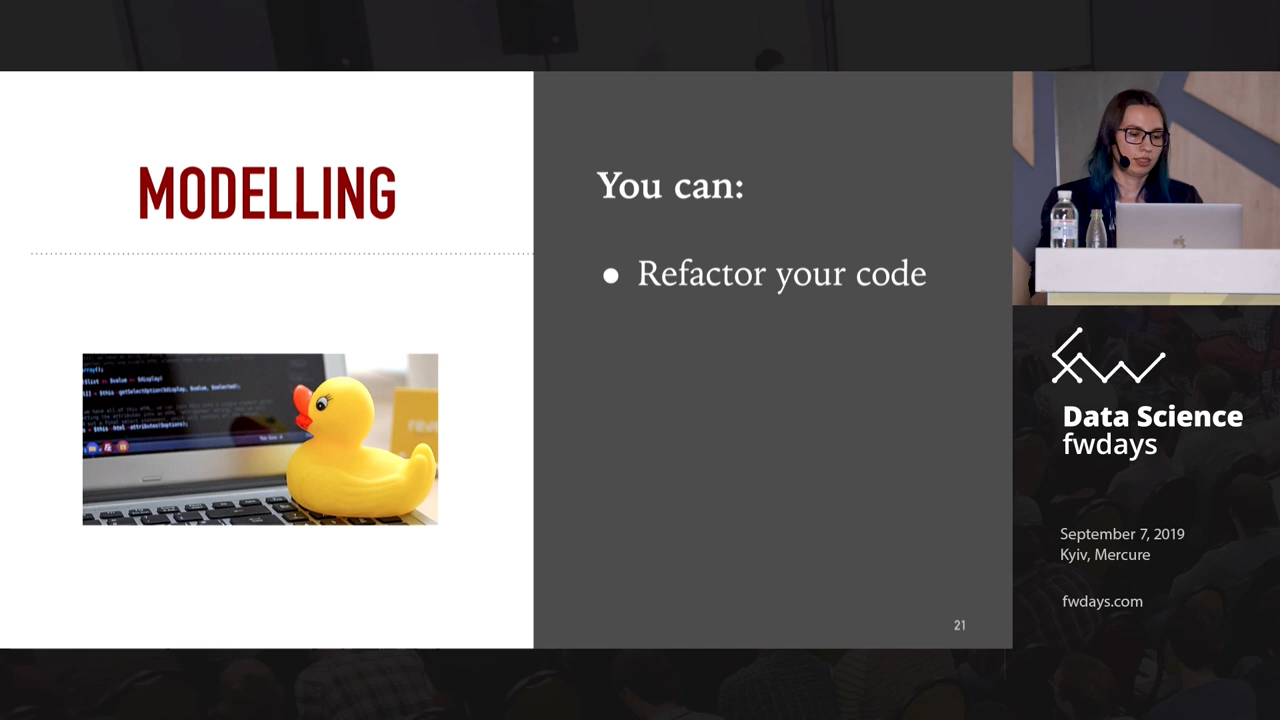 MODELLING
You can:
● Refactor your code
21
Data Science
fwdays
September 7, 2019
Kyiv, Mercure
fwdays.com